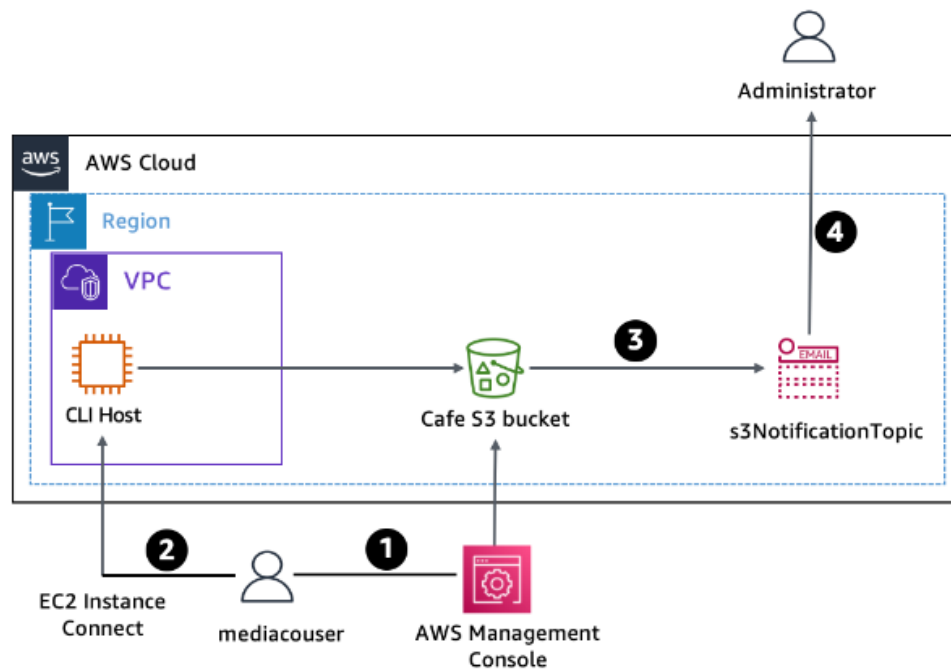 Administrator
aws
AWS Cloud
Region
4
VPC
3
EMAIL
CLI Host
Cafe S3 bucket
s3NotificationTopic
2
1
EC2 Instance
Connect
mediacouser
AWS Management
Console